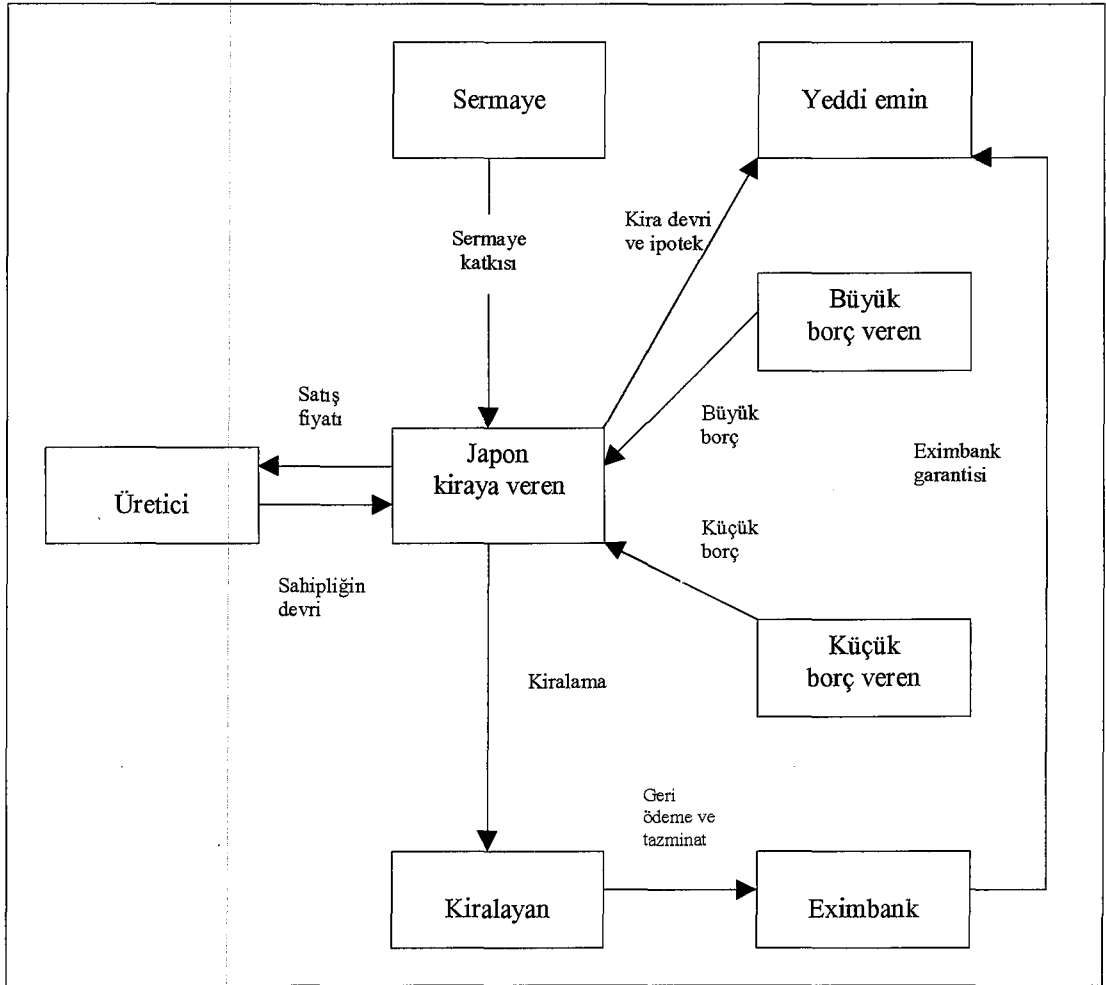 Sermaye
Yeddi emin
Sermaye
katkısı
Kira devri
ve ipotek
Büyük
borç veren
Satış
fiyatı
Büyük
borç
Eximbank
garantisi
Japon
kiraya veren
Üretici
Küçük
borç
Sahipliğin
devri
Küçük
borç veren
Kiralama
Geri
ödeme ve
tazminat
Kiralayan
Eximbank